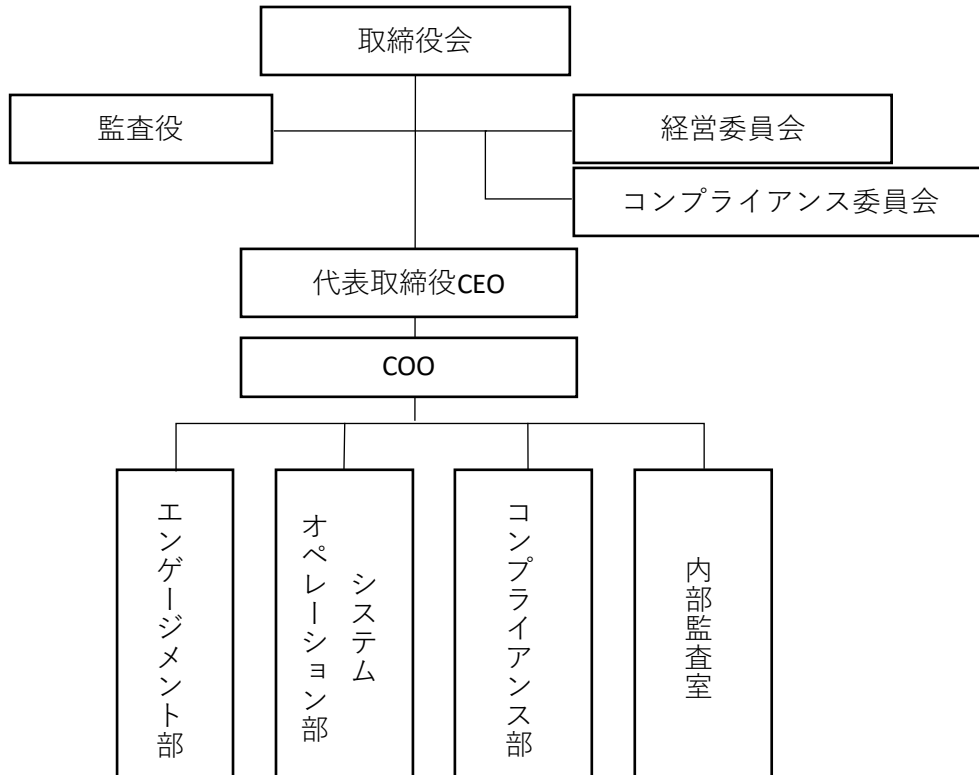 取締役会
監査役
経営委員会
コンプライアンス委員会
代表取締役CEO
COO
エンゲージメント部
システム
オペレーション部
コンプライアンス部
内部監査室